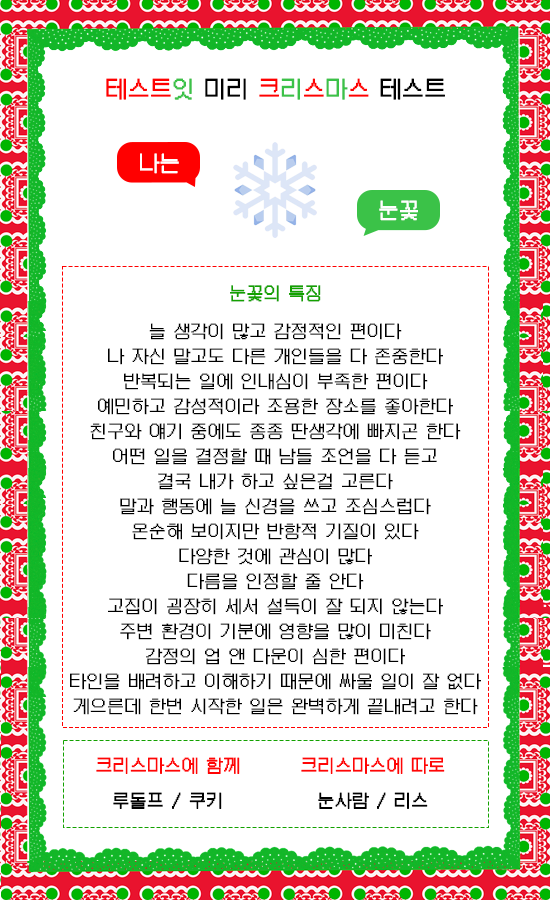 테스트잇 미리 크리스마스 테스트
나는
눈꽃
눈꽃의 특징
늘 생각이 많고 감정적인 편이다
나 자신 말고도 다른 개인들을 다 존중한다
반복되는 일에 인내심이 부족한 편이다
예민하고 감성적이라 조용한 장소를 좋아한다
친구와 얘기 중에도 종종 딴생각에 빠지곤 한다
어떤 일을 결정할 때 남들 조언을 다 듣고
결국 내가 하고 싶은걸 고른다
말과 행동에 늘 신경을 쓰고 조심스럽다
온순해 보이지만 반항적 기질이 있다
다양한 것에 관심이 많다
다름을 인정할 줄 안다
고집이 굉장히 세서 설득이 잘 되지 않는다
주변 환경이 기분에 영향을 많이 미친다
감정의 업 앤 다운이 심한 편이다
타인을 배려하고 이해하기 때문에 싸울 일이 잘 없다
게으른데 한번 시작한 일은 완벽하게 끝내려고 한다
크리스마스에 함께 크리스마스에 따로
루돌프 / 쿠키 눈사람 / 리스